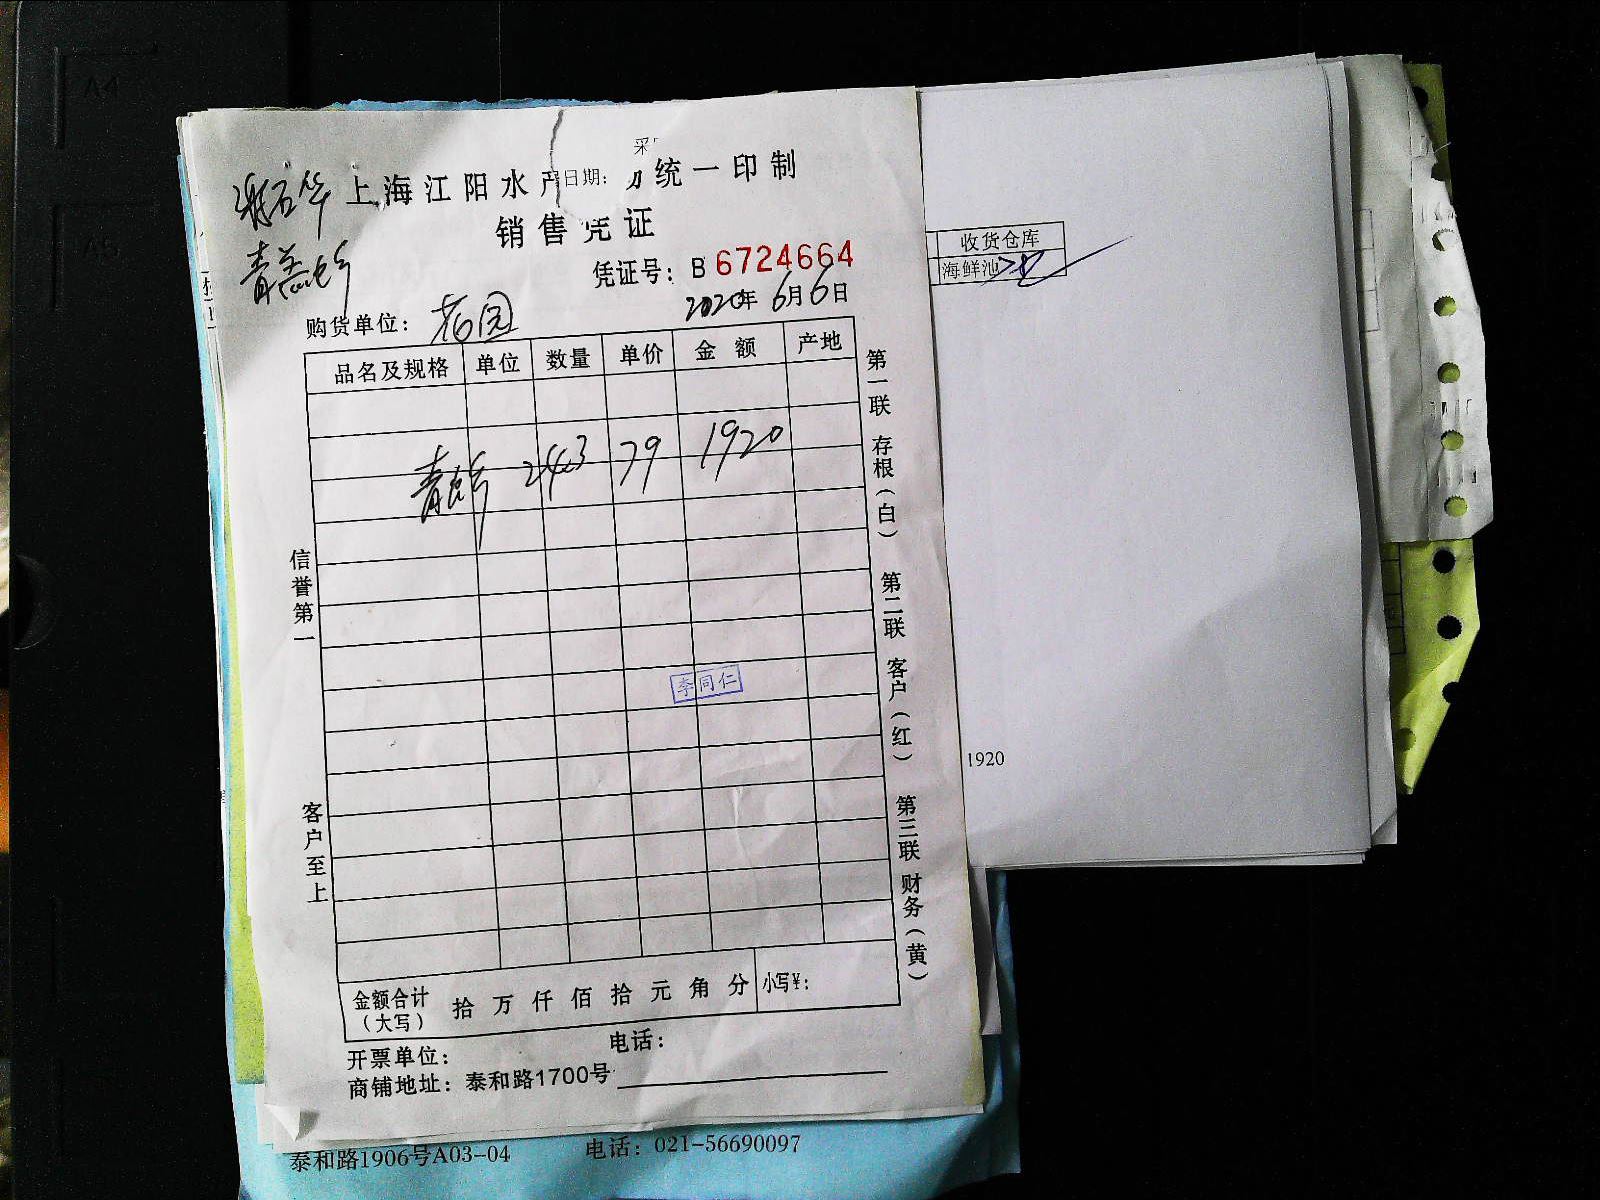 采
上海江阳水产
日期：
统一印制
销售凭证
凭证号：B 6724664
2020年6月6日
购货单位：花园
品名及规格 单位 数量 单价 金额 产地
24.3 79 1920
李同仁
信誉第一
客户至上
第一联 存根（白） 第二联 客户（红） 第三联 财务（黄）
金额合计（大写） 拾 万 仟 佰 拾 元 角 分 小写¥：
开票单位： 电话：
商铺地址：泰和路1700号
收货仓库
海鲜池
1920
泰和路1906号A03-04 电话：021-56690097
A4
A5